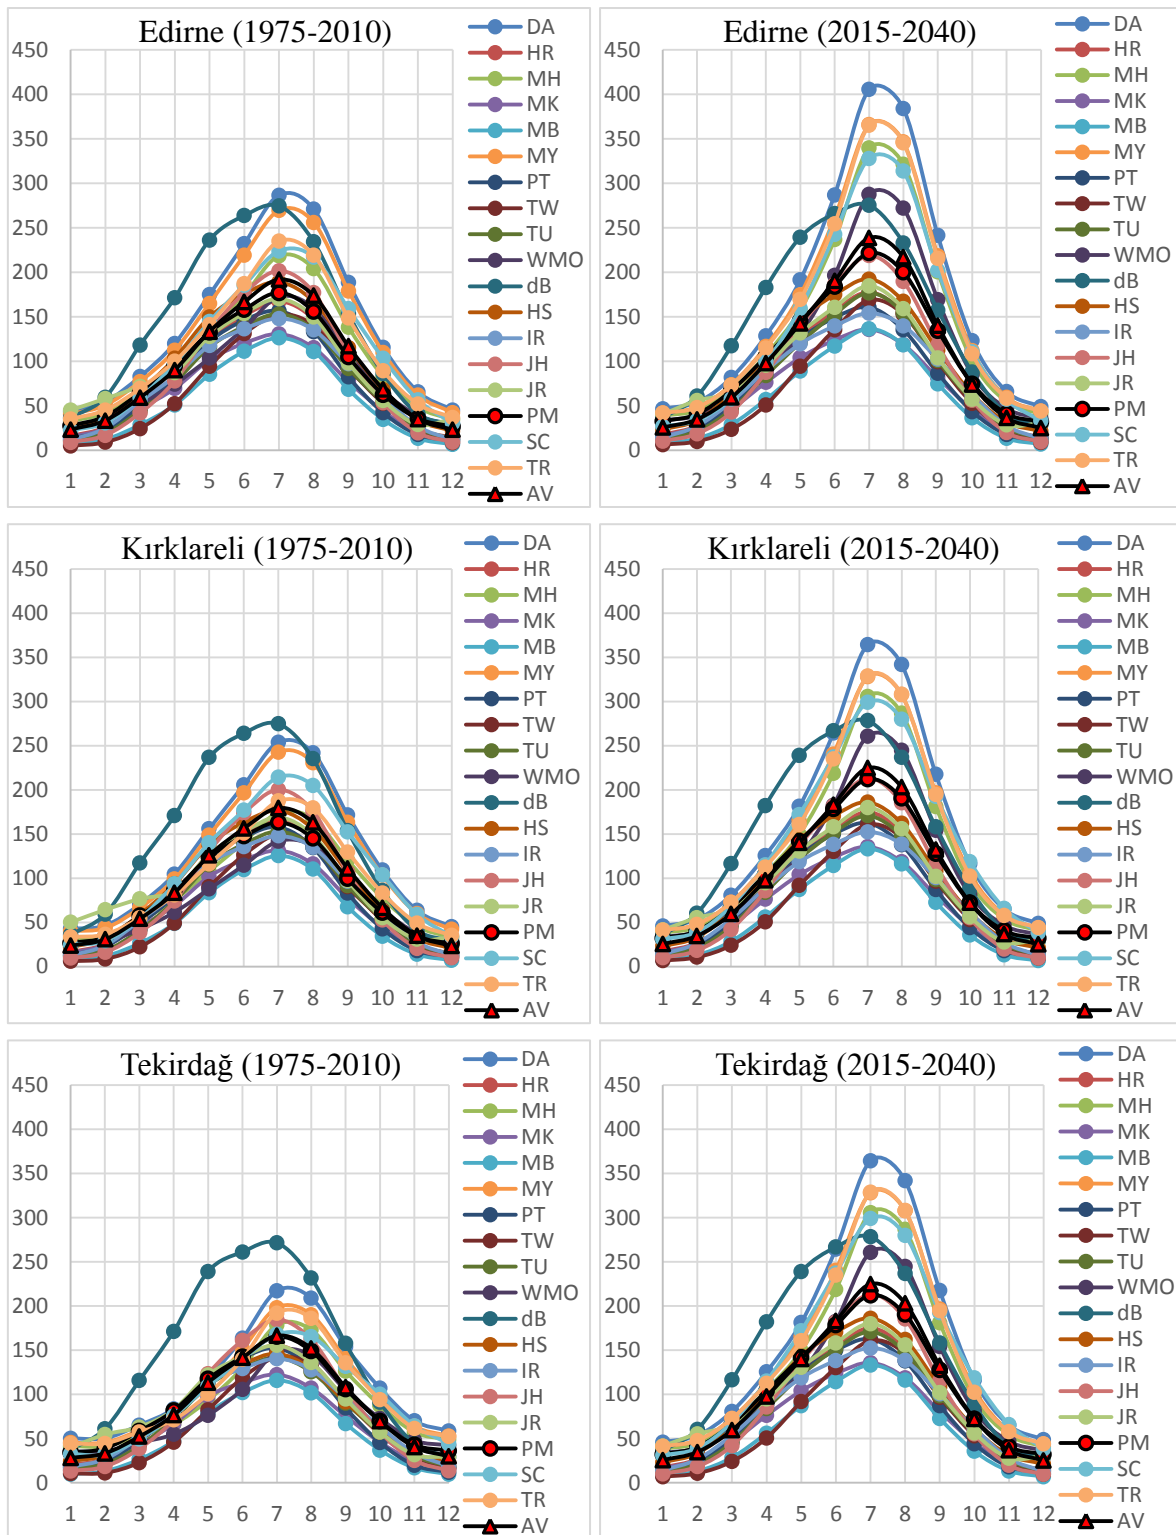 Edirne (1975-2010)
450
400
350
300
250
200
150
100
50
0
1 2 3 4 5 6 7 8 9 10 11 12
DA
HR
MH
MK
MB
MY
PT
TW
TU
WMO
dB
HS
IR
JH
JR
PM
SC
TR
AV
Edirne (2015-2040)
450
400
350
300
250
200
150
100
50
0
1 2 3 4 5 6 7 8 9 10 11 12
DA
HR
MH
MK
MB
MY
PT
TW
TU
WMO
dB
HS
IR
JH
JR
PM
SC
TR
AV
Kırklareli (1975-2010)
450
400
350
300
250
200
150
100
50
0
1 2 3 4 5 6 7 8 9 10 11 12
DA
HR
MH
MK
MB
MY
PT
TW
TU
WMO
dB
HS
IR
JH
JR
PM
SC
TR
AV
Kırklareli (2015-2040)
450
400
350
300
250
200
150
100
50
0
1 2 3 4 5 6 7 8 9 10 11 12
DA
HR
MH
MK
MB
MY
PT
TW
TU
WMO
dB
HS
IR
JH
JR
PM
SC
TR
AV
Tekirdağ (1975-2010)
450
400
350
300
250
200
150
100
50
0
1 2 3 4 5 6 7 8 9 10 11 12
DA
HR
MH
MK
MB
MY
PT
TW
TU
WMO
dB
HS
IR
JH
JR
PM
SC
TR
AV
Tekirdağ (2015-2040)
450
400
350
300
250
200
150
100
50
0
1 2 3 4 5 6 7 8 9 10 11 12
DA
HR
MH
MK
MB
MY
PT
TW
TU
WMO
dB
HS
IR
JH
JR
PM
SC
TR
AV